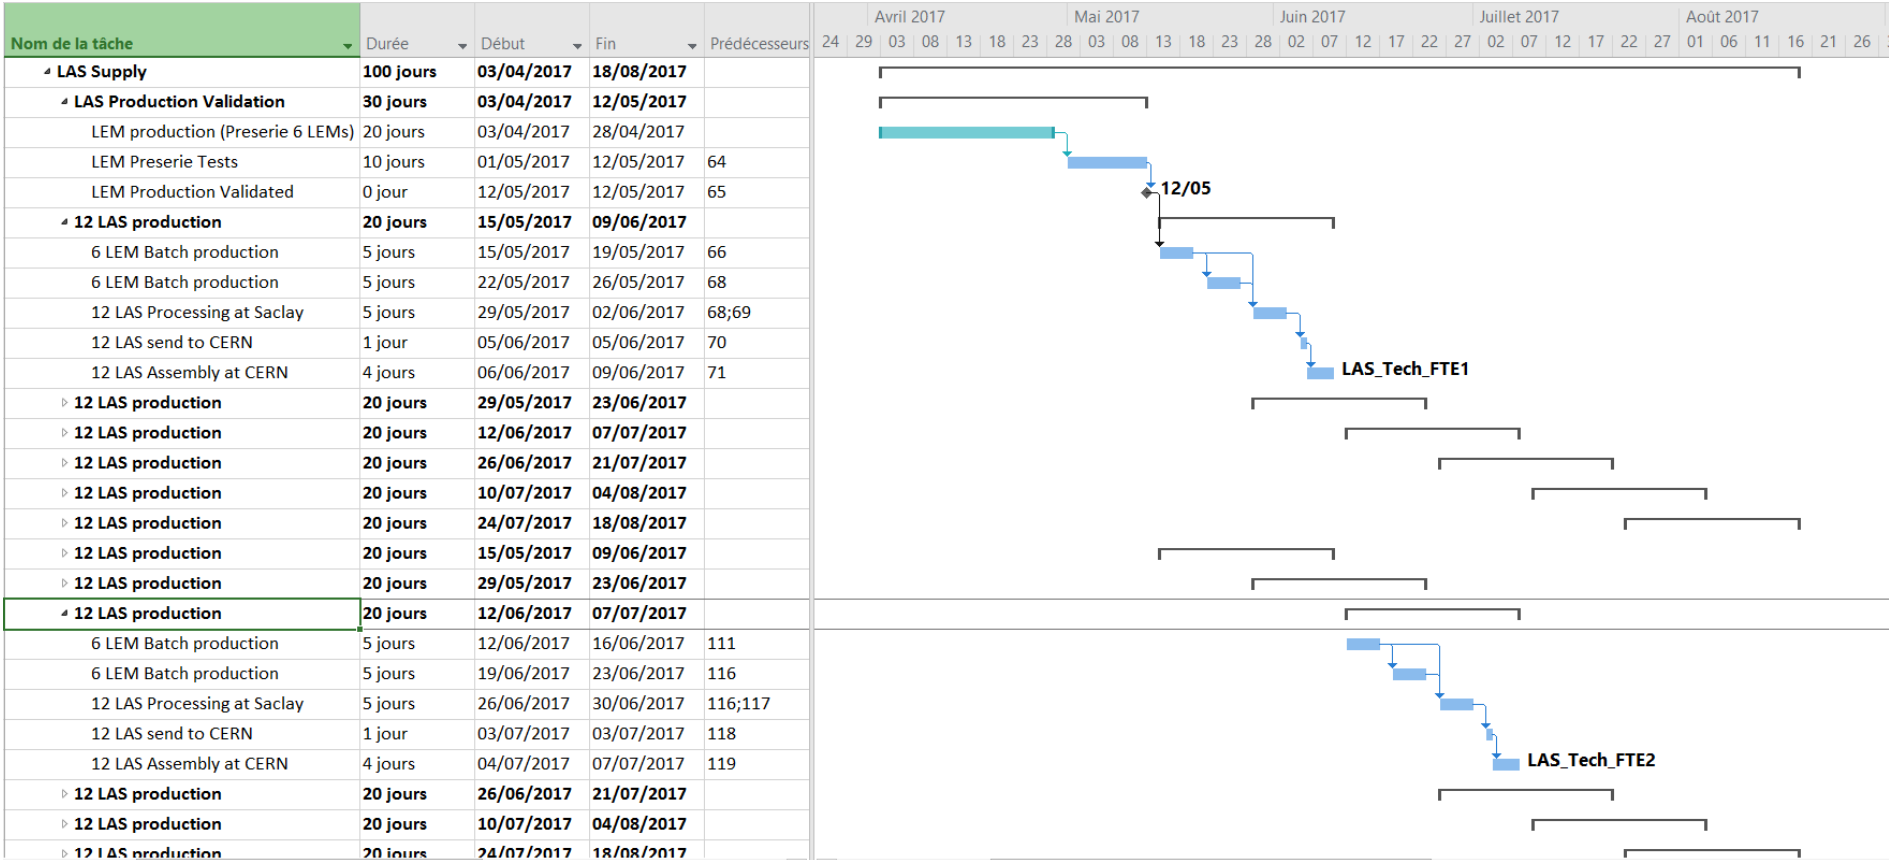 Avril 2017 Mai 2017 Juin 2017 Juillet 2017 Août 2017
Nom de la tâche Durée Début Fin Prédécesseurs 24 29 03 08 13 18 23 28 03 08 13 18 23 28 02 07 12 17 22 27 02 07 12 17 22 27 01 06 11 16 21 26
LAS Supply 100 jours 03/04/2017 18/08/2017
LAS Production Validation 30 jours 03/04/2017 12/05/2017
LEM production (Preserie 6 LEMs) 20 jours 03/04/2017 28/04/2017
LEM Preserie Tests 10 jours 01/05/2017 12/05/2017 64
LEM Production Validated 0 jour 12/05/2017 12/05/2017 65 12/05
12 LAS production 20 jours 15/05/2017 09/06/2017
6 LEM Batch production 5 jours 15/05/2017 19/05/2017 66
6 LEM Batch production 5 jours 22/05/2017 26/05/2017 68
12 LAS Processing at Saclay 5 jours 29/05/2017 02/06/2017 68;69
12 LAS send to CERN 1 jour 05/06/2017 05/06/2017 70
12 LAS Assembly at CERN 4 jours 06/06/2017 09/06/2017 71 LAS_Tech_FTE1
12 LAS production 20 jours 29/05/2017 23/06/2017
12 LAS production 20 jours 12/06/2017 07/07/2017
12 LAS production 20 jours 26/06/2017 21/07/2017
12 LAS production 20 jours 10/07/2017 04/08/2017
12 LAS production 20 jours 24/07/2017 18/08/2017
12 LAS production 20 jours 15/05/2017 09/06/2017
12 LAS production 20 jours 29/05/2017 23/06/2017
12 LAS production 20 jours 12/06/2017 07/07/2017
6 LEM Batch production 5 jours 12/06/2017 16/06/2017 111
6 LEM Batch production 5 jours 19/06/2017 23/06/2017 116
12 LAS Processing at Saclay 5 jours 26/06/2017 30/06/2017 116;117
12 LAS send to CERN 1 jour 03/07/2017 03/07/2017 118
12 LAS Assembly at CERN 4 jours 04/07/2017 07/07/2017 119 LAS_Tech_FTE2
12 LAS production 20 jours 26/06/2017 21/07/2017
12 LAS production 20 jours 10/07/2017 04/08/2017
12 LAS production 20 jours 24/07/2017 18/08/2017